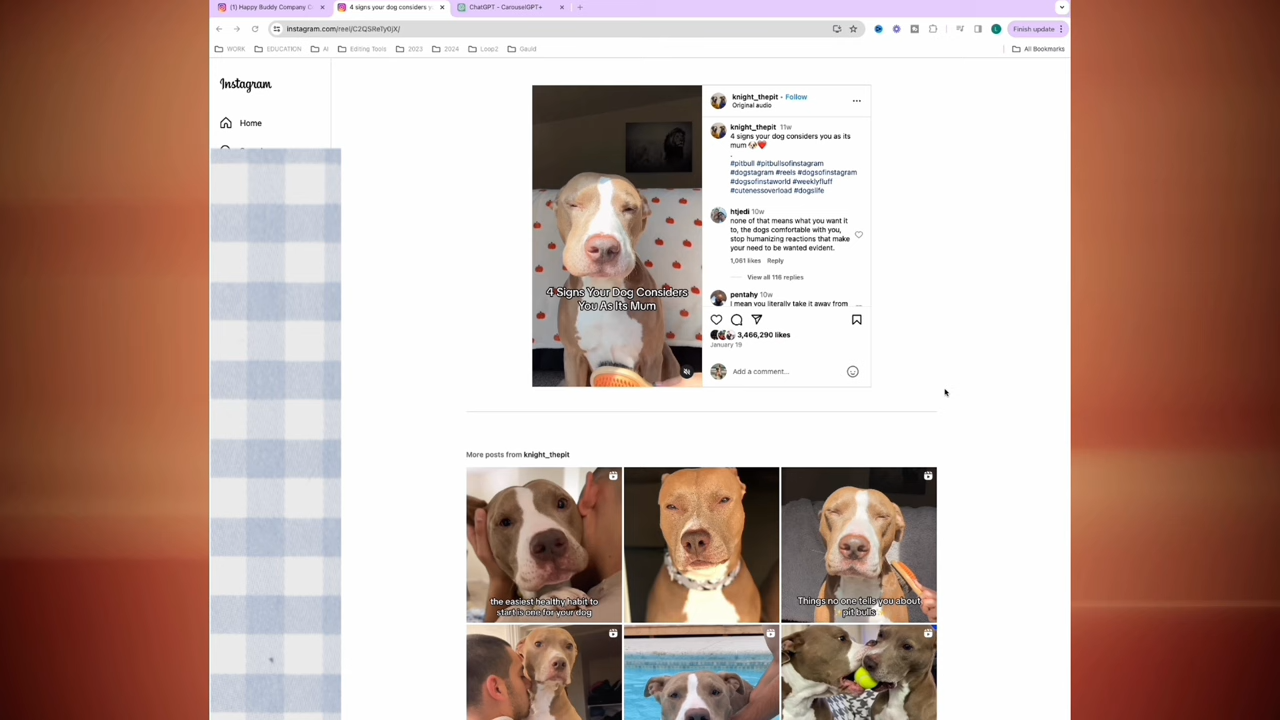 (1) Happy Buddy Company C
4 signs your dog considers y
ChatGPT - CarouselGPT+
instagram.com/reel/C2QSReTy0jX/
Finish update
WORK
EDUCATION
AI
Editing Tools
2023
2024
Loop2
Gauld
All Bookmarks
Instagram
Home
knight_thepit • Follow
Original audio
knight_thepit 11w
4 signs your dog considers you as its
mum 🐶❤️
.
#pitbull #pitbullsofinstagram
#dogstagram #reels #dogsofinstagram
#dogsofinstaworld #weeklyfluff
#cutenessoverload #dogslife
htjedi 10w
none of that means what you want it
to, the dogs comfortable with you,
stop humanizing reactions that make
your need to be wanted evident.
1,061 likes Reply
View all 116 replies
pentahy 10w
I mean you literally take it away from
3,466,290 likes
January 19
Add a comment...
4 Signs Your Dog Considers
You As Its Mum
More posts from knight_thepit
the easiest healthy habit to
start is one for your dog
Things no one tells you about
pit bulls